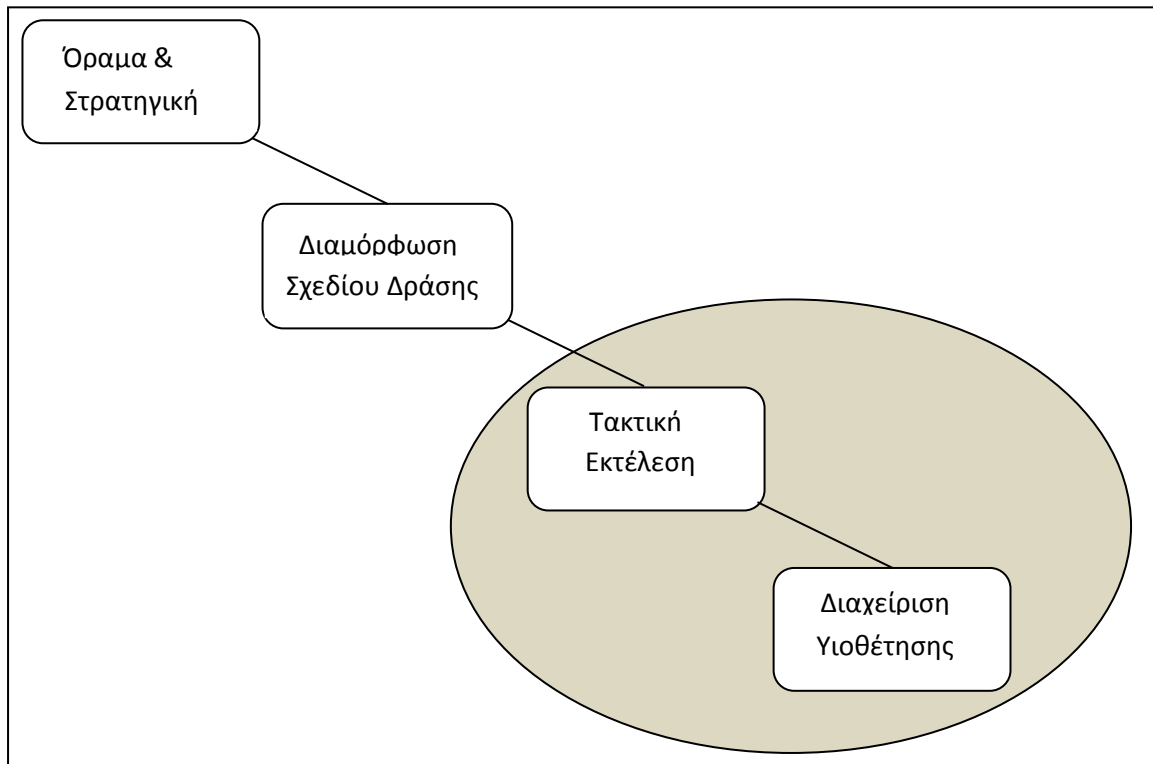 Όραμα &
Στρατηγική
Διαμόρφωση
Σχεδίου Δράσης
Τακτική
Εκτέλεση
Διαχείριση
Υιοθέτησης